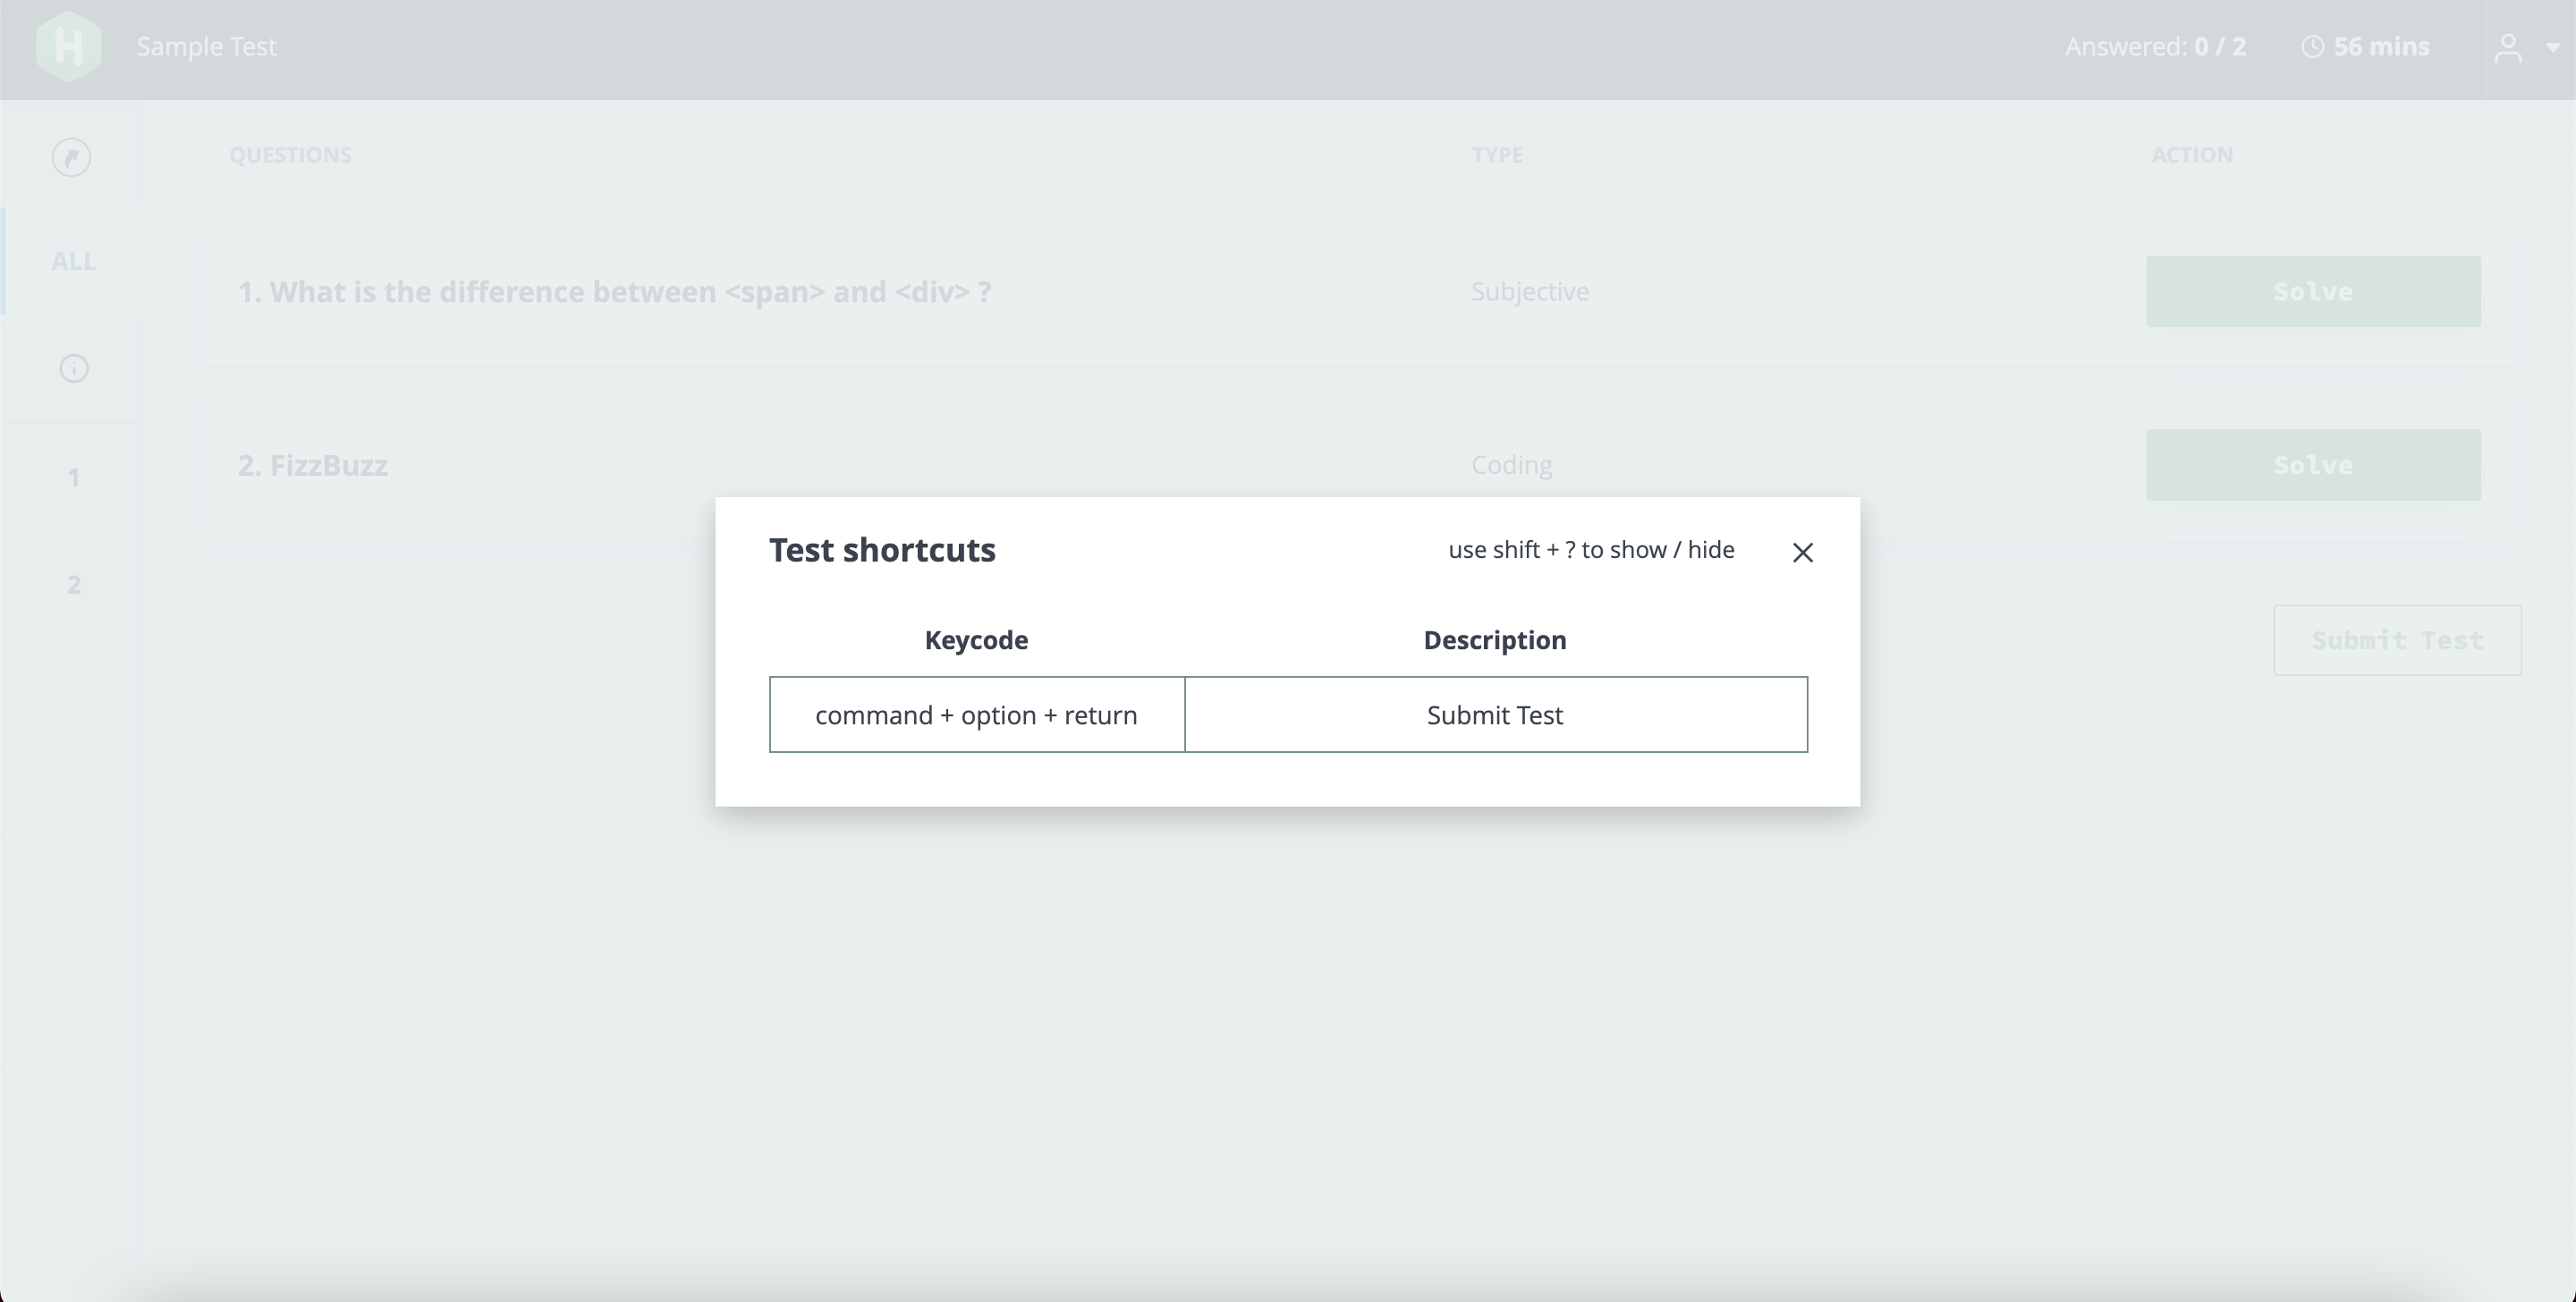 Sample Test
Answered: 0 / 2
56 mins
QUESTIONS TYPE ACTION
ALL
1. What is the difference between <span> and <div> ? Subjective Solve
1
2. FizzBuzz Coding Solve
2
Test shortcuts use shift + ? to show / hide
Keycode Description
command + option + return Submit Test
Submit Test